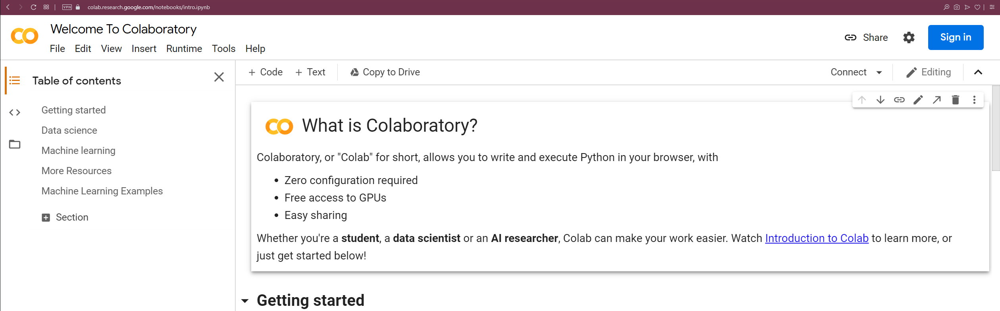 VPN colab.research.google.com/notebooks/intro.ipynb
Welcome To Colaboratory
File Edit View Insert Runtime Tools Help
Share
Sign in
Table of contents
Getting started
Data science
Machine learning
More Resources
Machine Learning Examples
Section
+ Code + Text Copy to Drive
Connect Editing
What is Colaboratory?
Colaboratory, or "Colab" for short, allows you to write and execute Python in your browser, with
• Zero configuration required
• Free access to GPUs
• Easy sharing
Whether you're a student, a data scientist or an AI researcher, Colab can make your work easier. Watch Introduction to Colab to learn more, or
just get started below!
Getting started